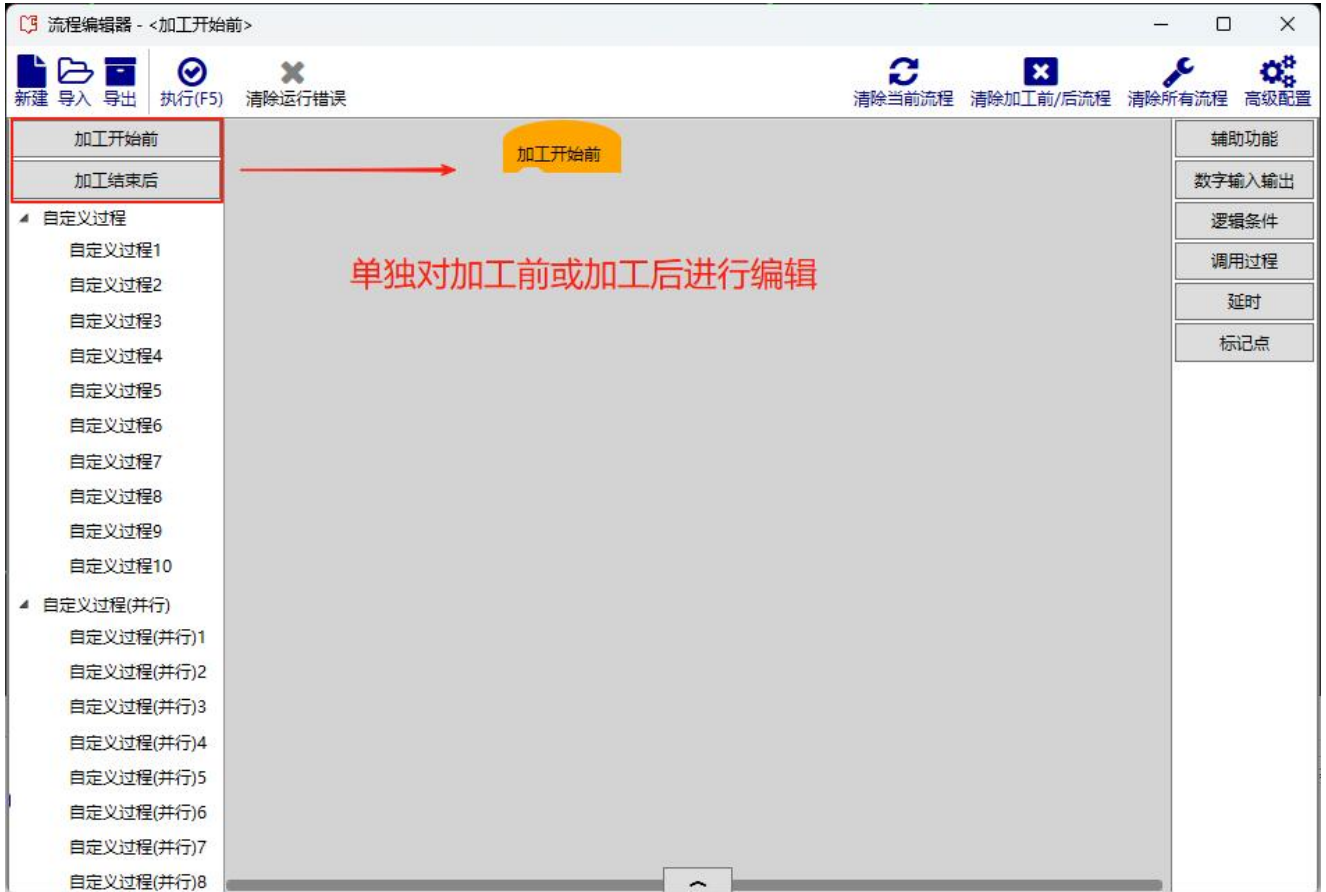 流程编辑器 - <加工开始前>
新建 导入 导出 执行(F5) 清除运行错误 清除当前流程 清除加工前/后流程 清除所有流程 高级配置
加工开始前
加工结束后
自定义过程
自定义过程1
自定义过程2
自定义过程3
自定义过程4
自定义过程5
自定义过程6
自定义过程7
自定义过程8
自定义过程9
自定义过程10
自定义过程(并行)
自定义过程(并行)1
自定义过程(并行)2
自定义过程(并行)3
自定义过程(并行)4
自定义过程(并行)5
自定义过程(并行)6
自定义过程(并行)7
自定义过程(并行)8
加工开始前
单独对加工前或加工后进行编辑
辅助功能
数字输入输出
逻辑条件
调用过程
延时
标记点